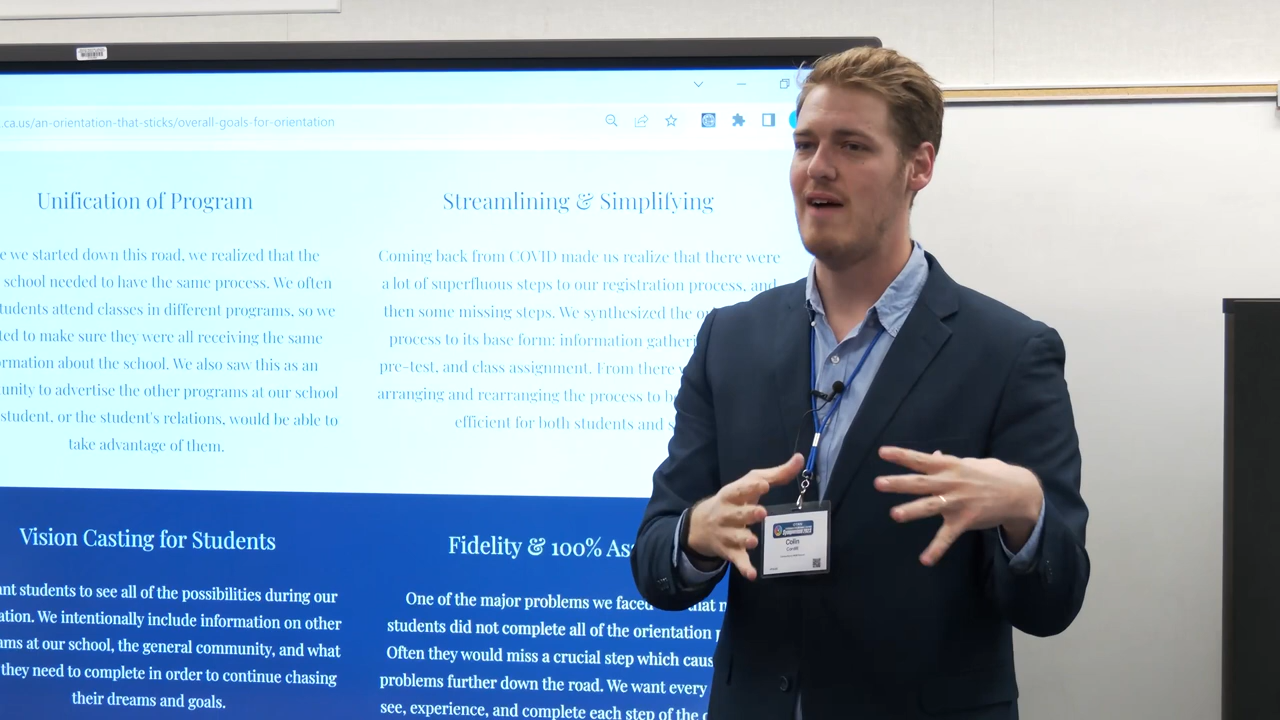 .ca.us/an-orientation-that-sticks/overall-goals-for-orientation
Unification of Program
e we started down this road, we realized that the
school needed to have the same process. We often
tudents attend classes in different programs, so we
ted to make sure they were all receiving the same
ormation about the school. We also saw this as an
unity to advertise the other programs at our school
student, or the student's relations, would be able to
take advantage of them.
Streamlining & Simplifying
Coming back from COVID made us realize that there were
a lot of superfluous steps to our registration process, and
then some missing steps. We synthesized the
process to its base form: information gatheri
pre-test, and class assignment. From there
arranging and rearranging the process to b
efficient for both students and s
Vision Casting for Students
nt students to see all of the possibilities during our
ation. We intentionally include information on other
ams at our school, the general community, and what
they need to complete in order to continue chasing
their dreams and goals.
Fidelity & 100% Ass
One of the major problems we faced that
students did not complete all of the orientation
Often they would miss a crucial step which caus
problems further down the road. We want every
see, experience, and complete each step of the
Colin